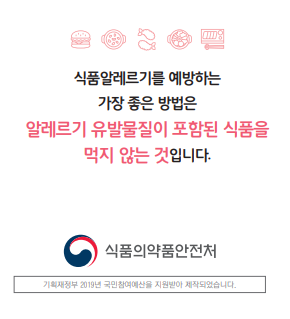 식품알레르기를 예방하는
가장 좋은 방법은
알레르기 유발물질이 포함된 식품을
먹지 않는 것입니다.
식품의약품안전처
기획재정부 2019년 국민참여예산을 지원받아 제작되었습니다.